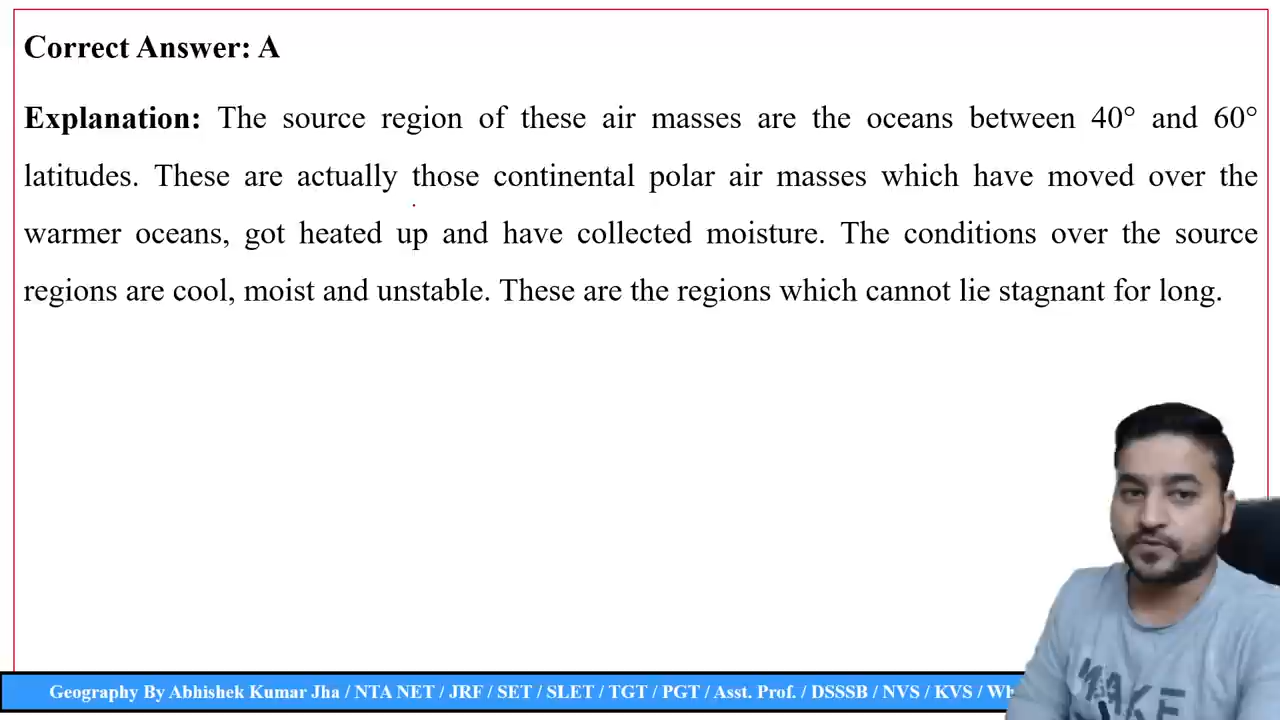 Correct Answer: A
Explanation: The source region of these air masses are the oceans between 40° and 60°
latitudes. These are actually those continental polar air masses which have moved over the
warmer oceans, got heated up and have collected moisture. The conditions over the source
regions are cool, moist and unstable. These are the regions which cannot lie stagnant for long.
MAKE
Geography By Abhishek Kumar Jha / NTA NET / JRF / SET / SLET / TGT / PGT / Asst. Prof. / DSSSB / NVS / KVS /